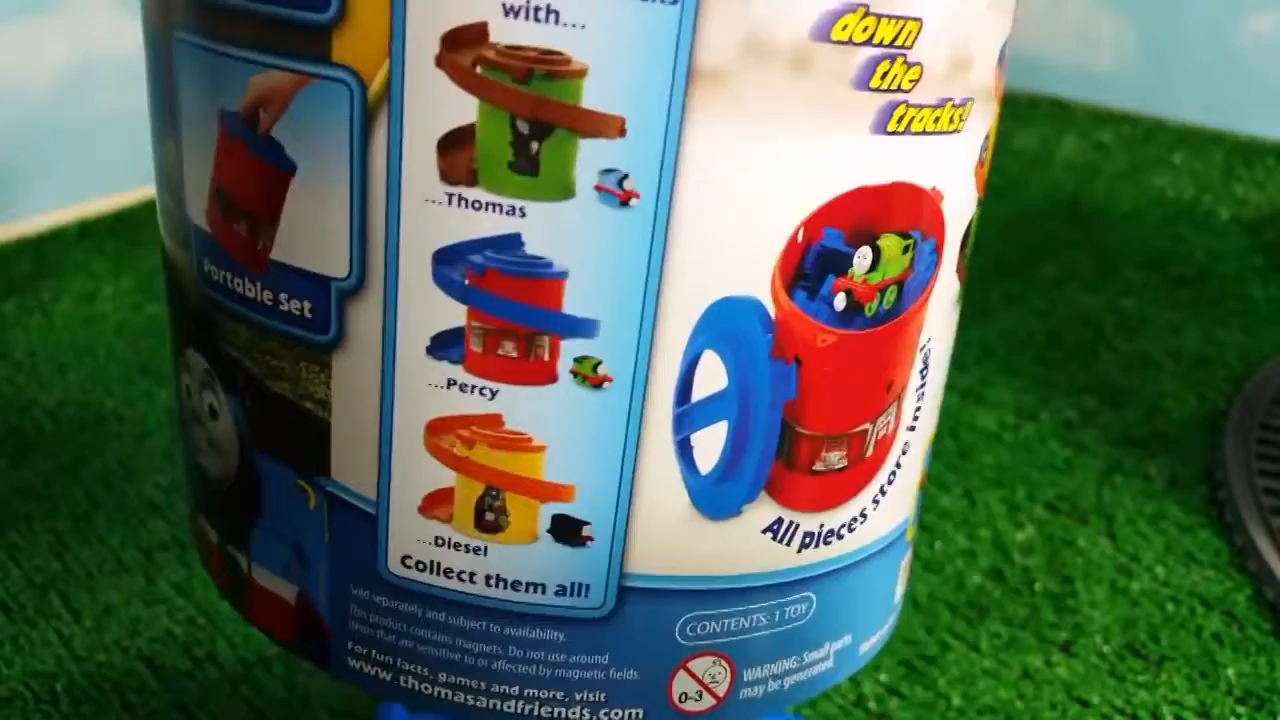 with...
...Thomas
...Percy
...Diesel
Collect them all!
Portable Set
down
the
tracks!
All pieces store inside!
Sold separately and subject to availability.
This product contains magnets. Do not use around
items that are sensitive to or affected by magnetic fields.
For fun facts, games and more, visit
www.thomasandfriends.com
CONTENTS: 1 TOY
0-3
WARNING: Small parts
may be generated.